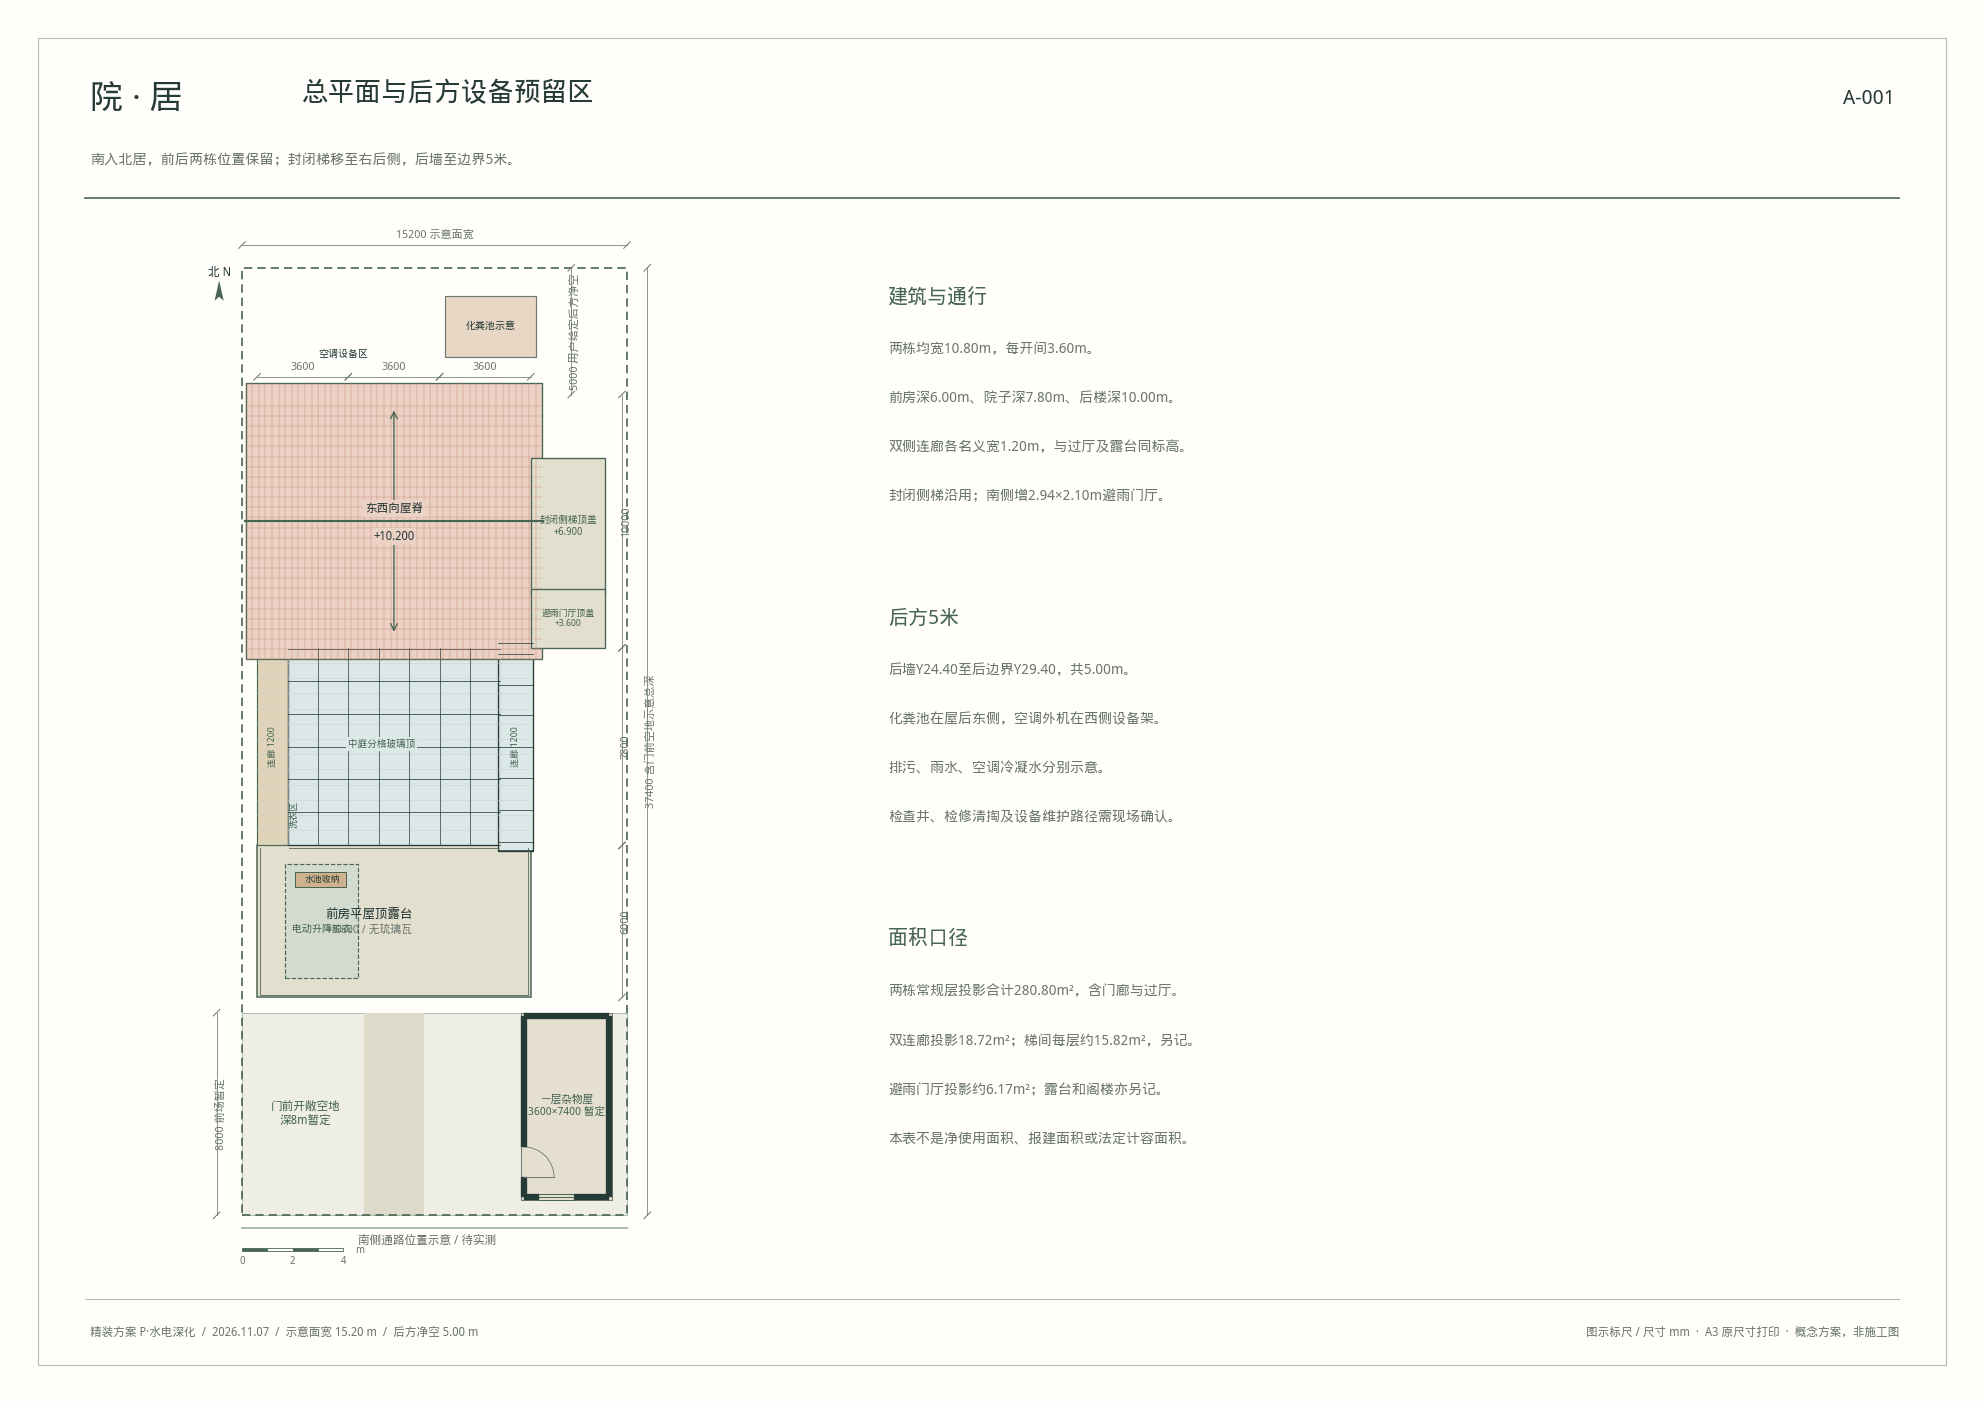 院 · 居
总平面与后方设备预留区
A-001
南入北居，前后两栋位置保留；封闭梯移至右后侧，后墙至边界5米。
15200 示意面宽
北 N
化粪池示意
5000 用户给定后方净空
空调设备区
3600
3600
3600
东西向屋脊
+10.200
封闭侧梯顶盖
+6.900
10000
避雨门厅顶盖
+3.600
37400 含门前空地示意总深
连廊 1200
中庭分格玻璃顶
连廊 1200
7800
洗衣区
水池收纳
前房平屋顶露台
电动升降
/ 无琉璃瓦
6000
8000 前场暂定
门前开敞空地
深8m暂定
一层杂物屋
3600×7400 暂定
南侧通路位置示意 / 待实测
m
0
2
4
建筑与通行
两栋均宽10.80m，每开间3.60m。
前房深6.00m、院子深7.80m、后楼深10.00m。
双侧连廊各名义宽1.20m，与过厅及露台同标高。
封闭侧梯沿用；南侧增2.94×2.10m避雨门厅。
后方5米
后墙Y24.40至后边界Y29.40，共5.00m。
化粪池在屋后东侧，空调外机在西侧设备架。
排污、雨水、空调冷凝水分别示意。
检查井、检修清掏及设备维护路径需现场确认。
面积口径
两栋常规层投影合计280.80m²，含门廊与过厅。
双连廊投影18.72m²；梯间每层约15.82m²，另记。
避雨门厅投影约6.17m²；露台和阁楼亦另记。
本表不是净使用面积、报建面积或法定计容面积。
精装方案 P·水电深化 / 2026.11.07 / 示意面宽 15.20 m / 后方净空 5.00 m
图示标尺 / 尺寸 mm · A3 原尺寸打印 · 概念方案，非施工图